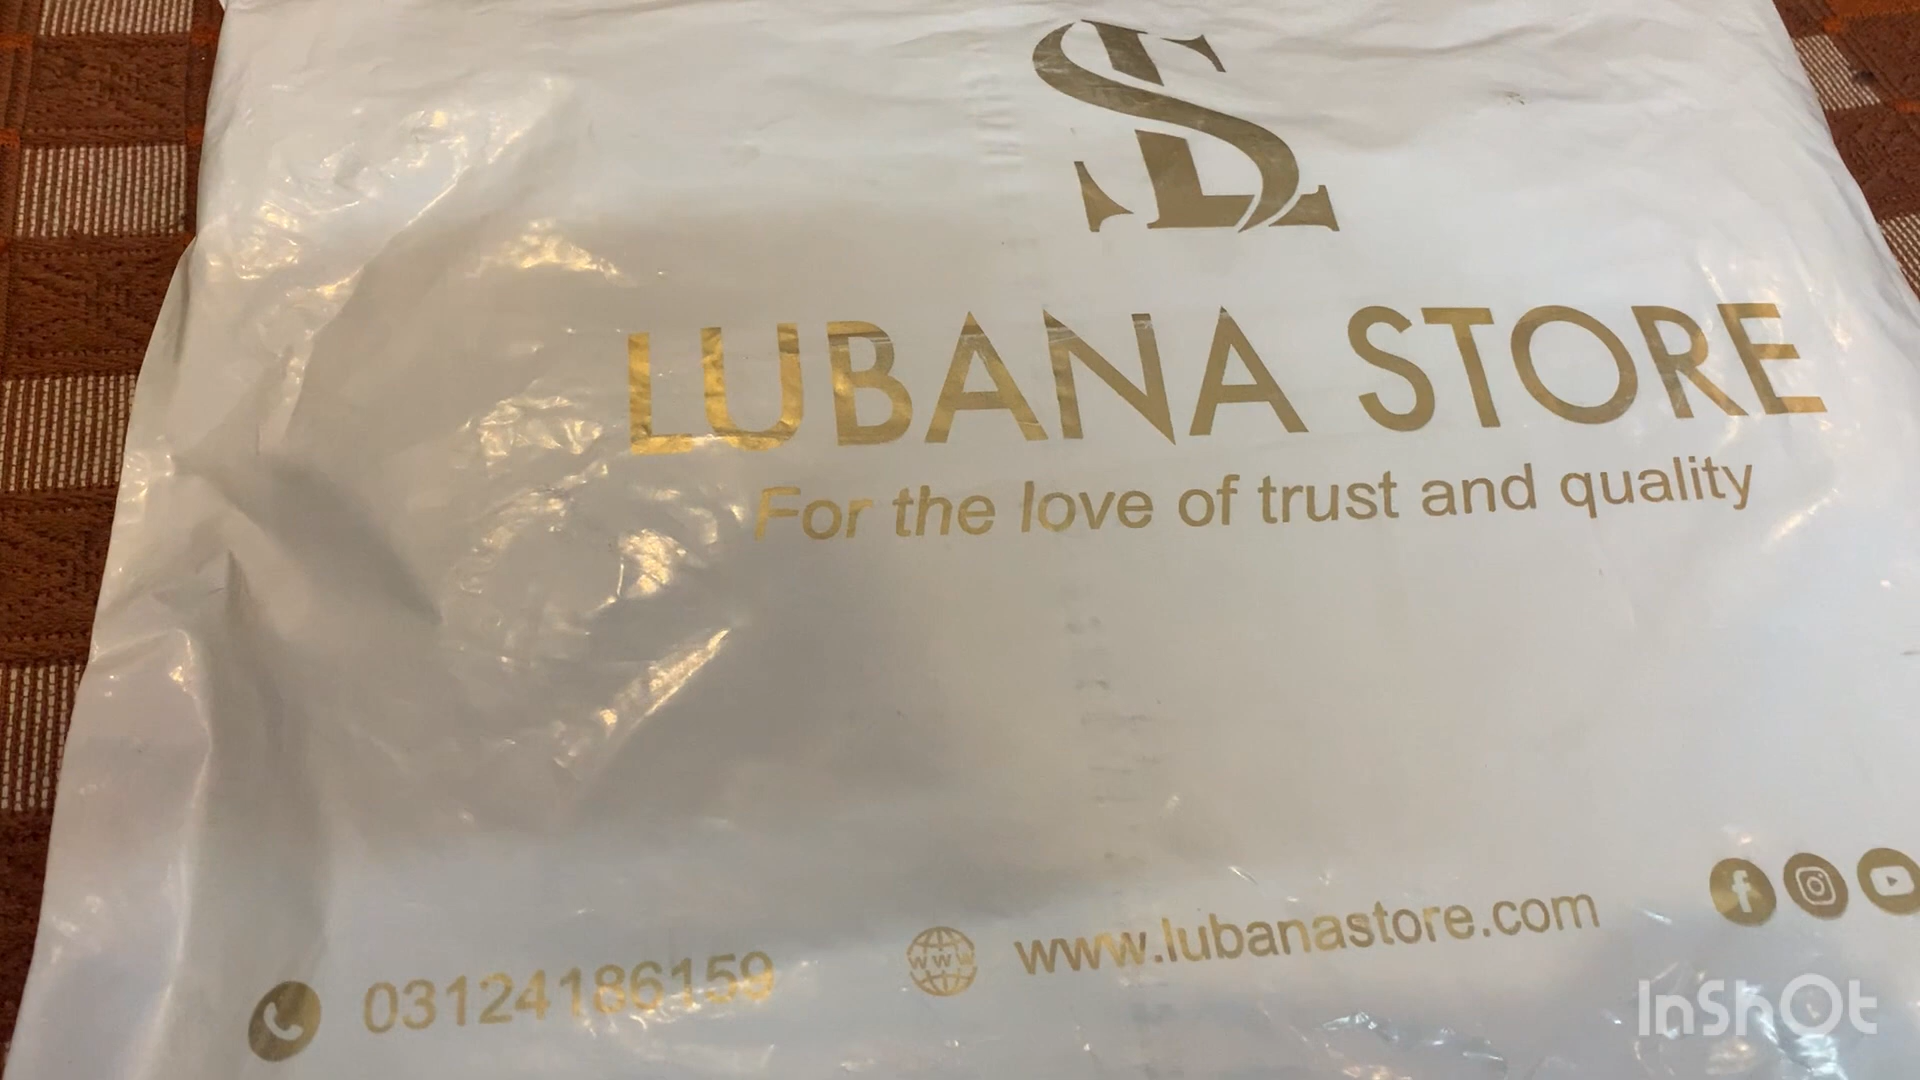 SL
LUBANA STORE
For the love of trust and quality
03124186159
www
www.lubanastore.com
InShOt